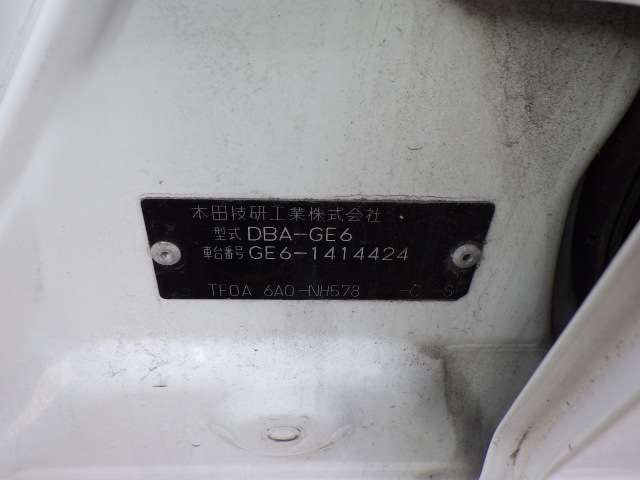 本田技研工業株式会社
型式 DBA-GE6
車台番号 GE6-1414424
TF0A 6A0-NH578 -C -S